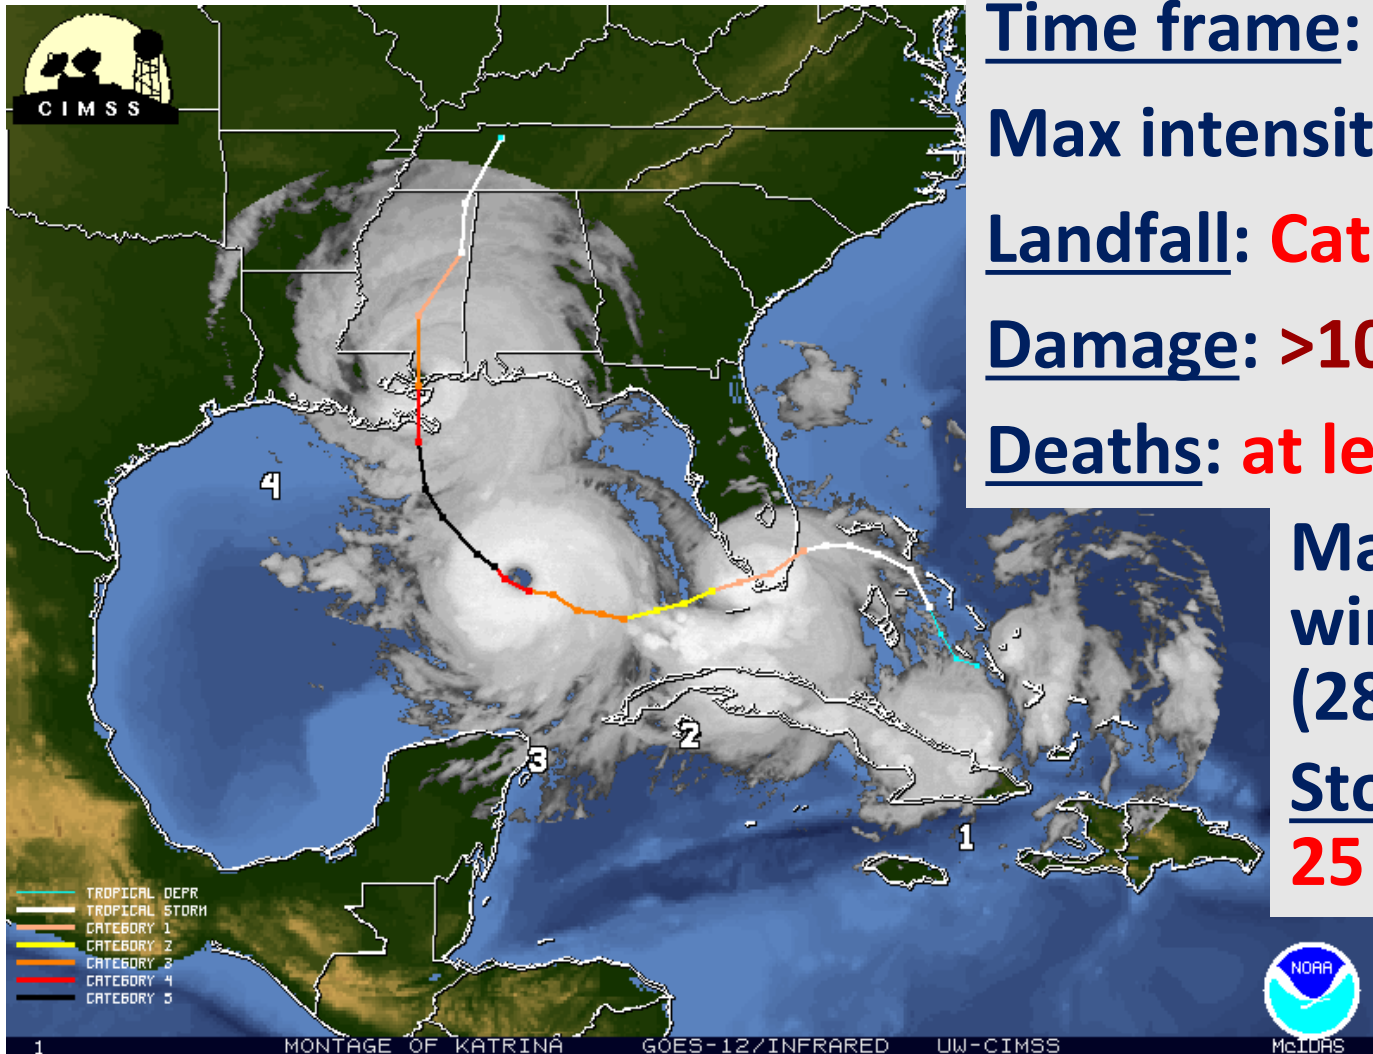 CIMSS
Time frame:
Max intensit
Landfall: Cat
Damage: >10
Deaths: at le
Ma
wi
(28
Sto
25
4
2
3
1
TROPICAL DEPR
TROPICAL STORM
CATEGORY 1
CATEGORY 2
CATEGORY 3
CATEGORY 4
CATEGORY 5
NOAA
1 MONTAGE OF KATRINA GOES-12/INFRARED UW-CIMSS McIDAS